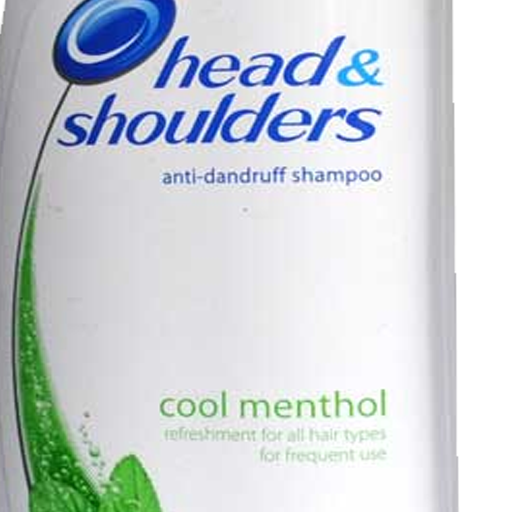 head &
shoulders
anti-dandruff shampoo
cool menthol
refreshment for all hair types
for frequent use